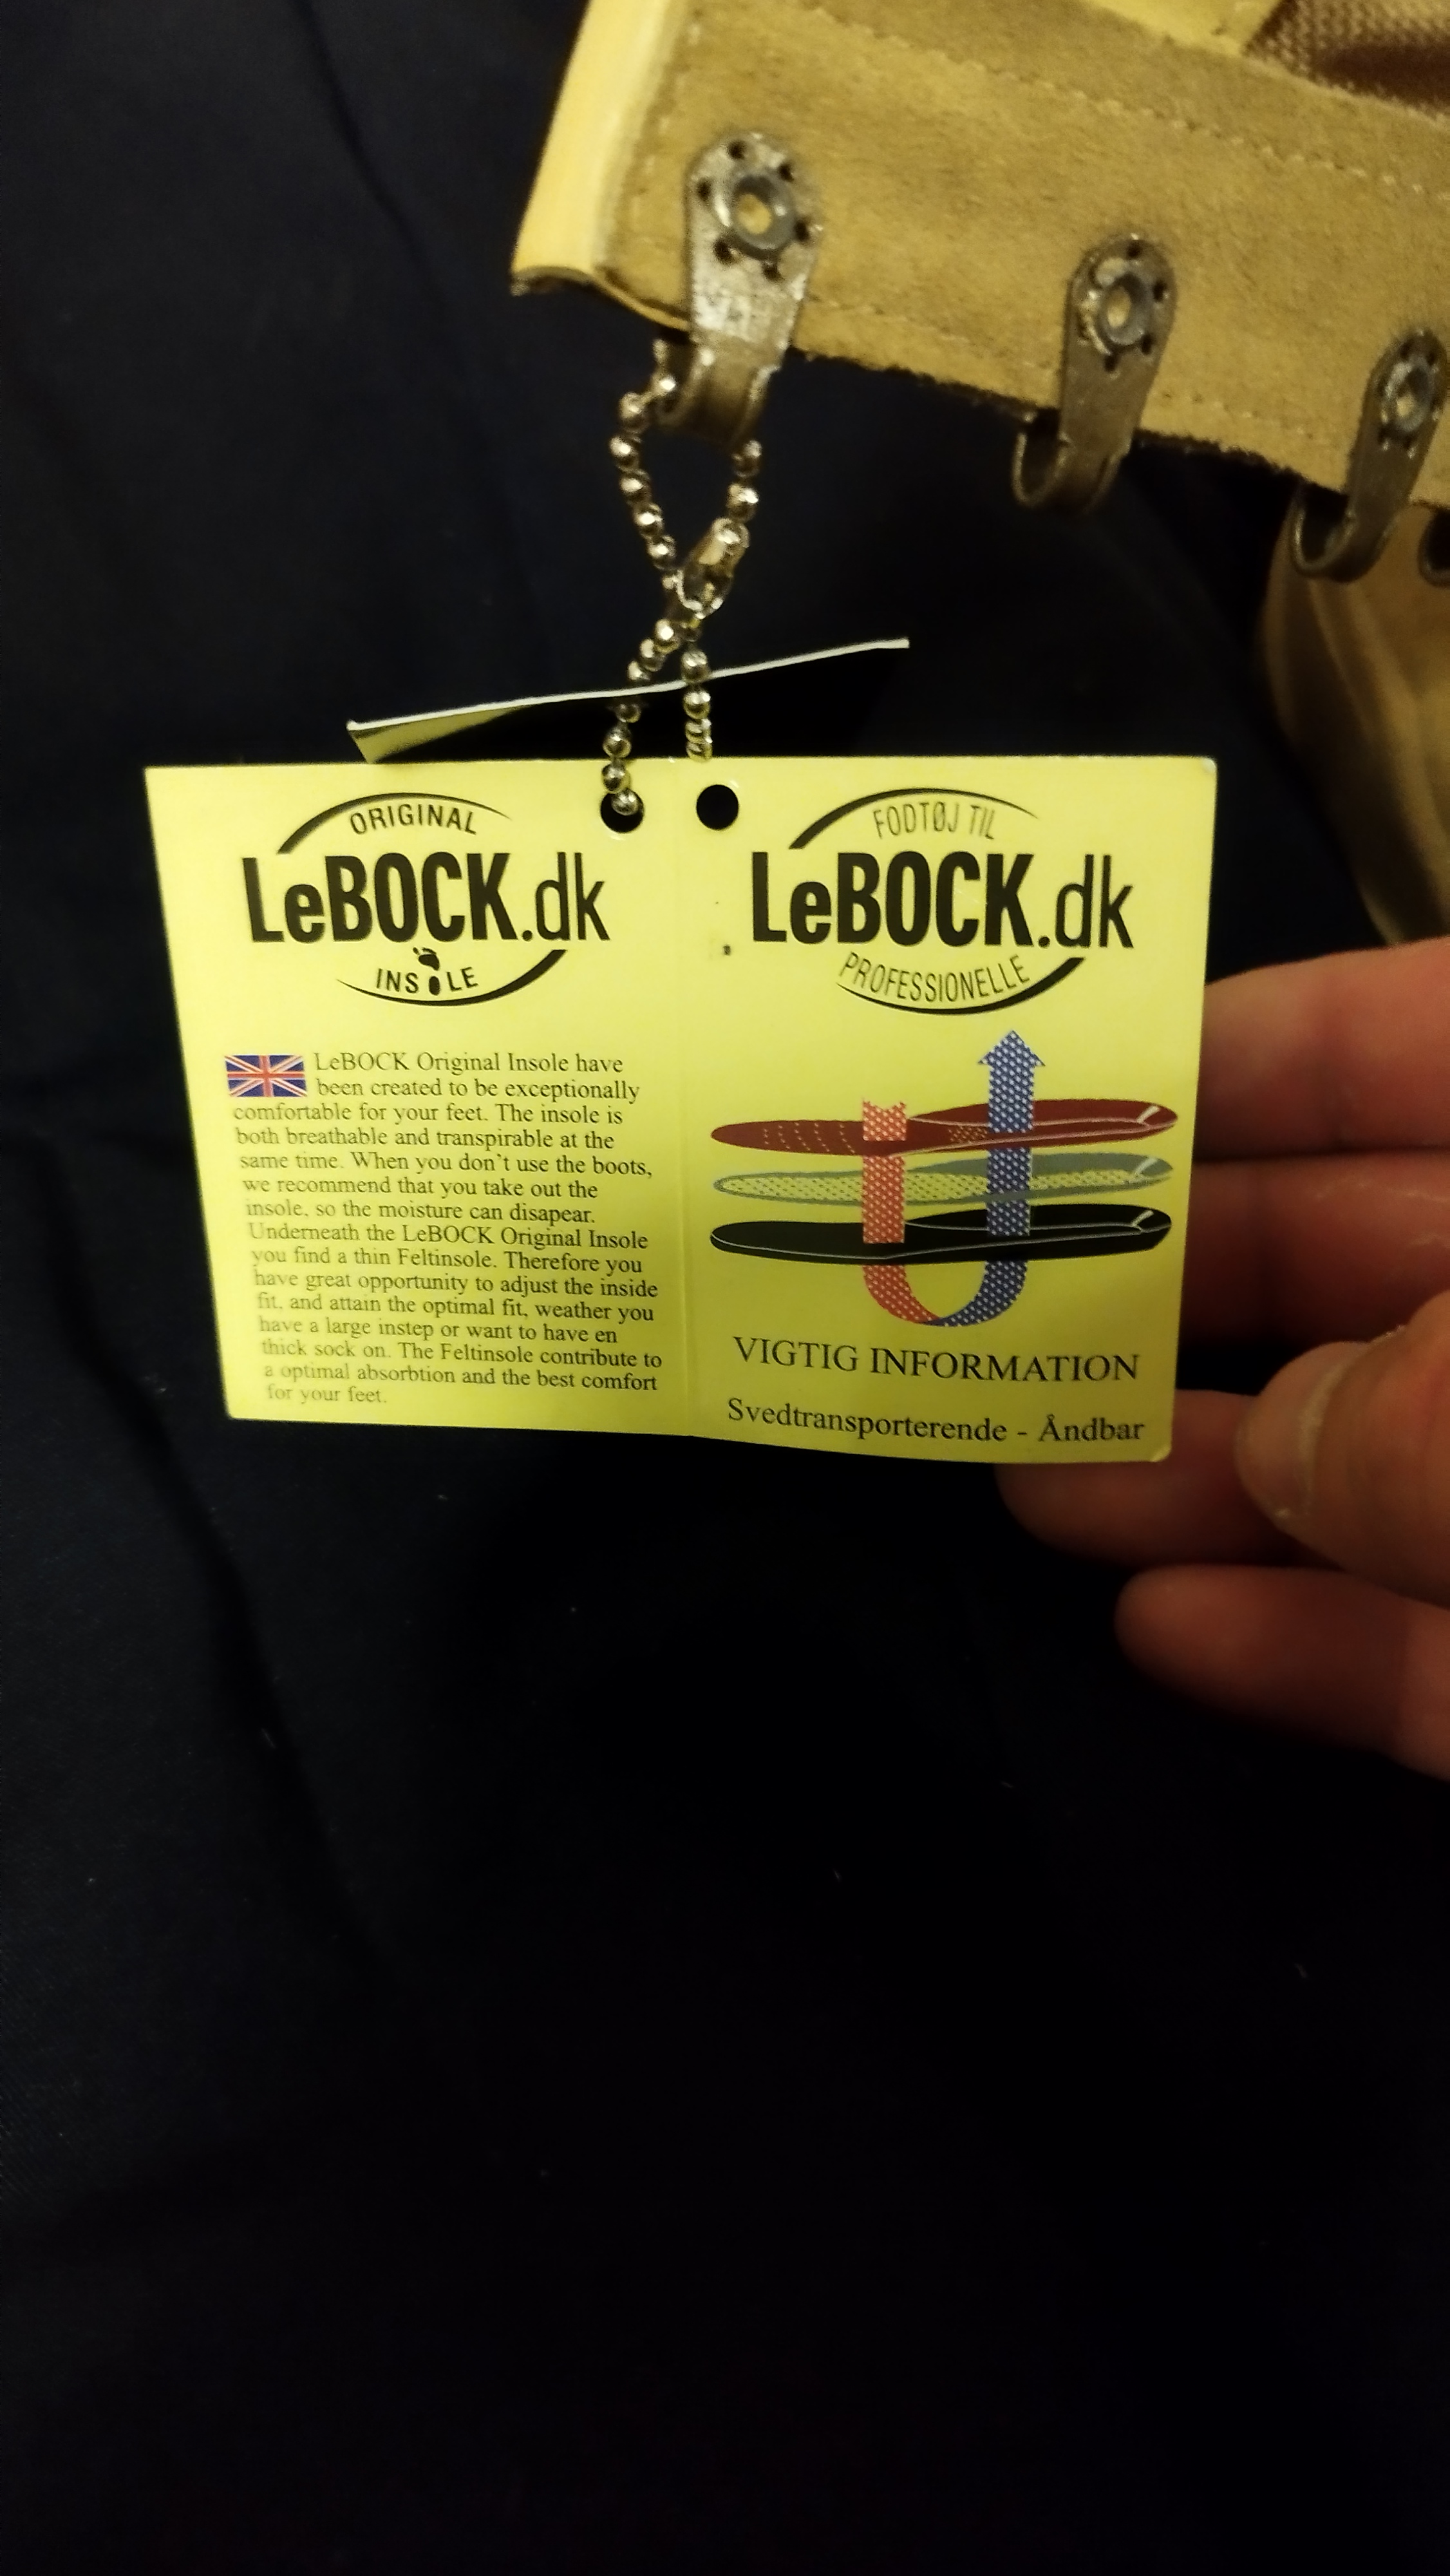 ORIGINAL
LeBOCK.dk
INSOLE
LeBOCK Original Insole have
been created to be exceptionally
comfortable for your feet. The insole is
both breathable and transpirable at the
same time. When you don't use the boots,
we recommend that you take out the
insole, so the moisture can disapear.
Underneath the LeBOCK Original Insole
you find a thin Feltinsole. Therefore you
have great opportunity to adjust the inside
fit, and attain the optimal fit, weather you
have a large instep or want to have en
thick sock on. The Feltinsole contribute to
a optimal absorbtion and the best comfort
for your feet.
FODTØJ TIL
LeBOCK.dk
PROFESSIONELLE
VIGTIG INFORMATION
Svedtransporterende - Åndbar